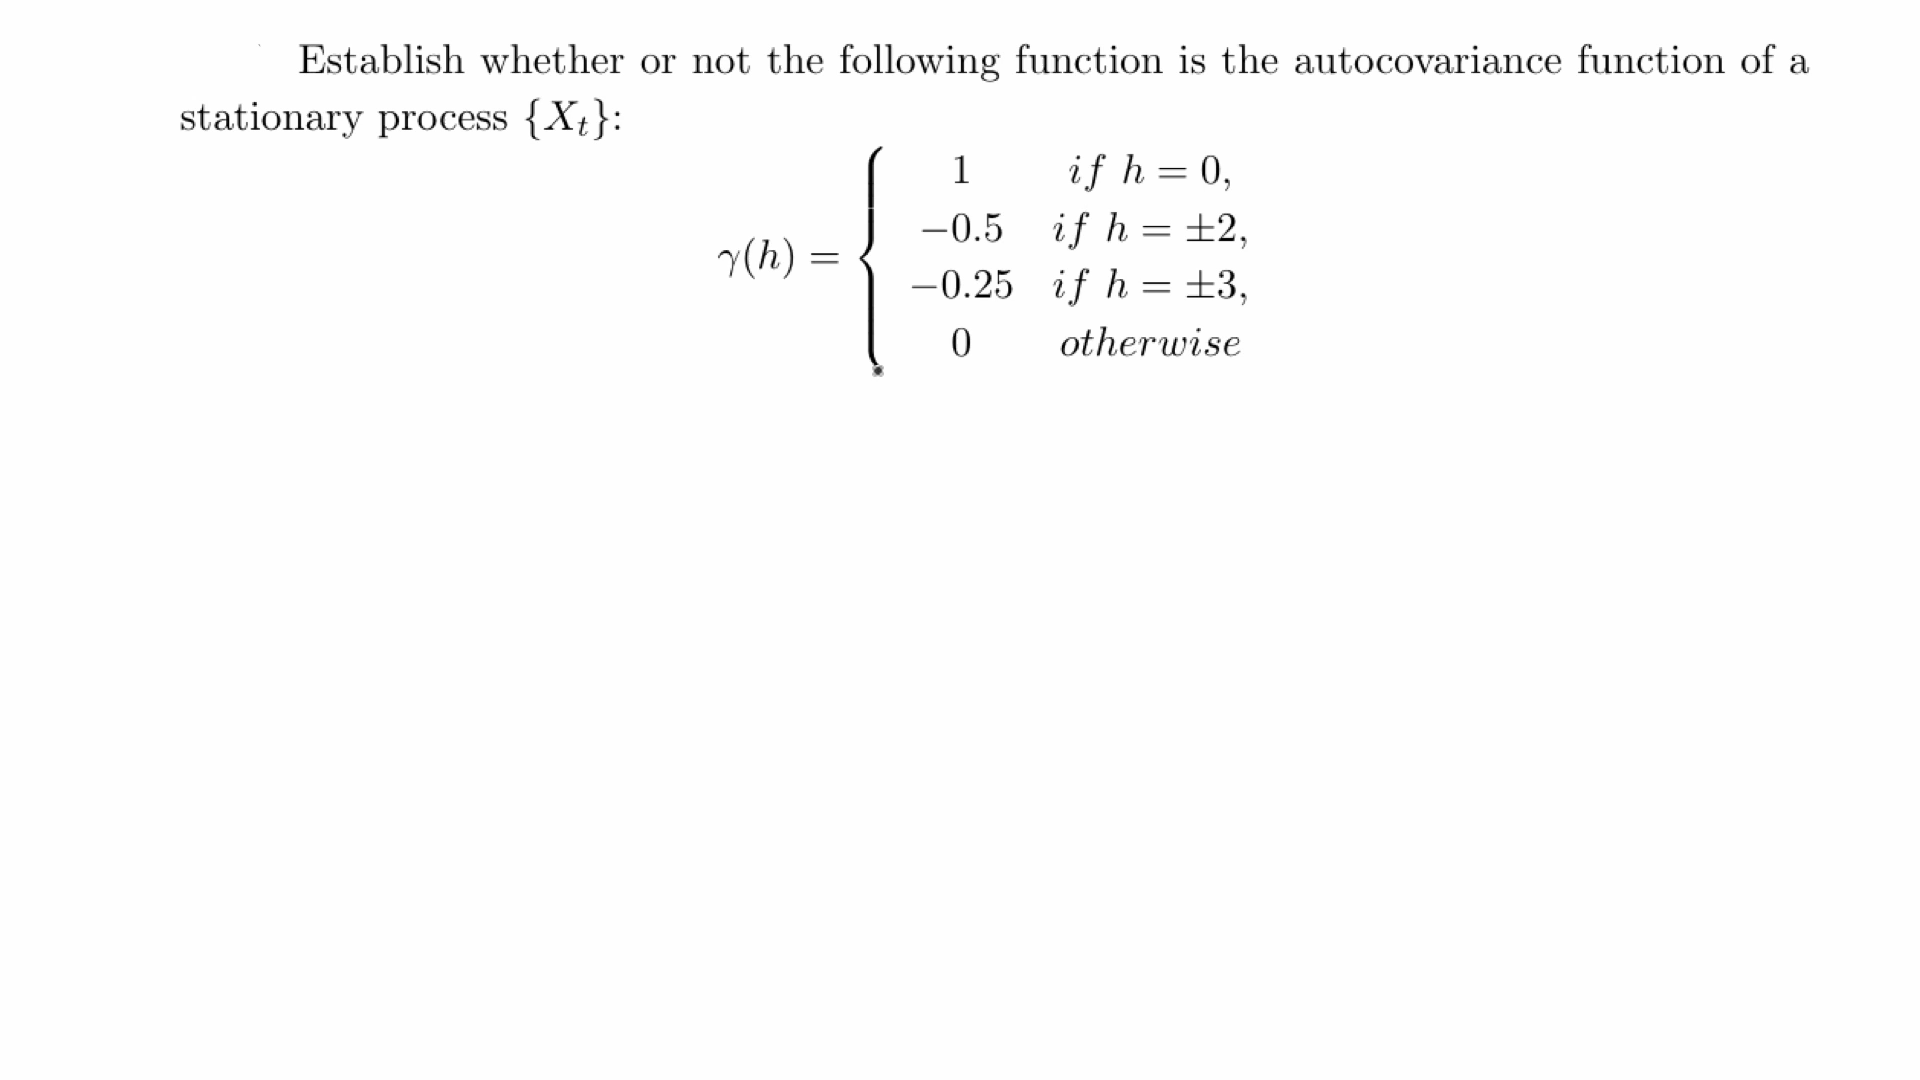 Establish whether or not the following function is the autocovariance function of a
stationary process {X_t}:
γ(h) = { 1 if h = 0,
−0.5 if h = ±2,
−0.25 if h = ±3,
0 otherwise